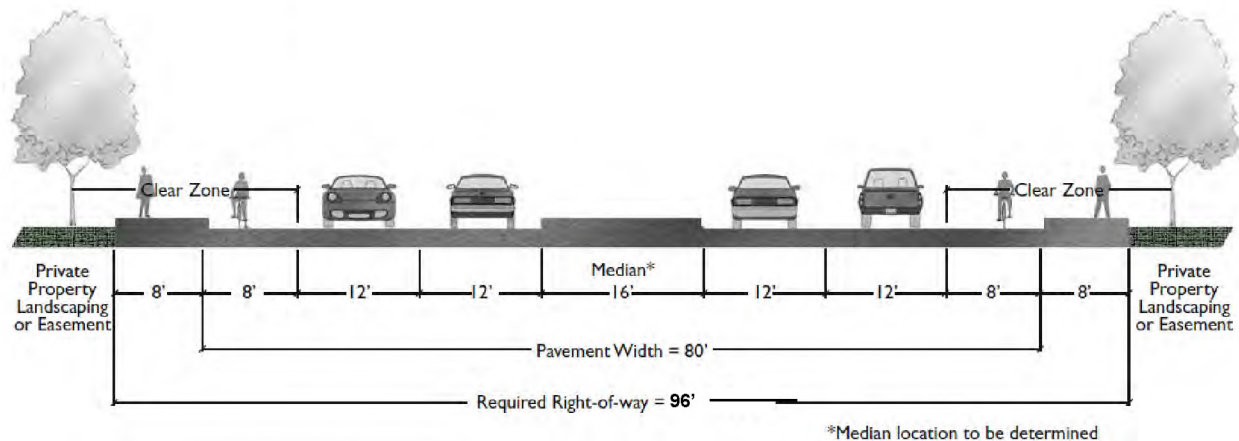 Clear Zone
Clear Zone
Private
Property
Landscaping
or Easement
8'
8'
12'
12'
Median*
16'
12'
12'
8'
8'
Private
Property
Landscaping
or Easement
Pavement Width = 80'
Required Right-of-way = 96'
*Median location to be determined